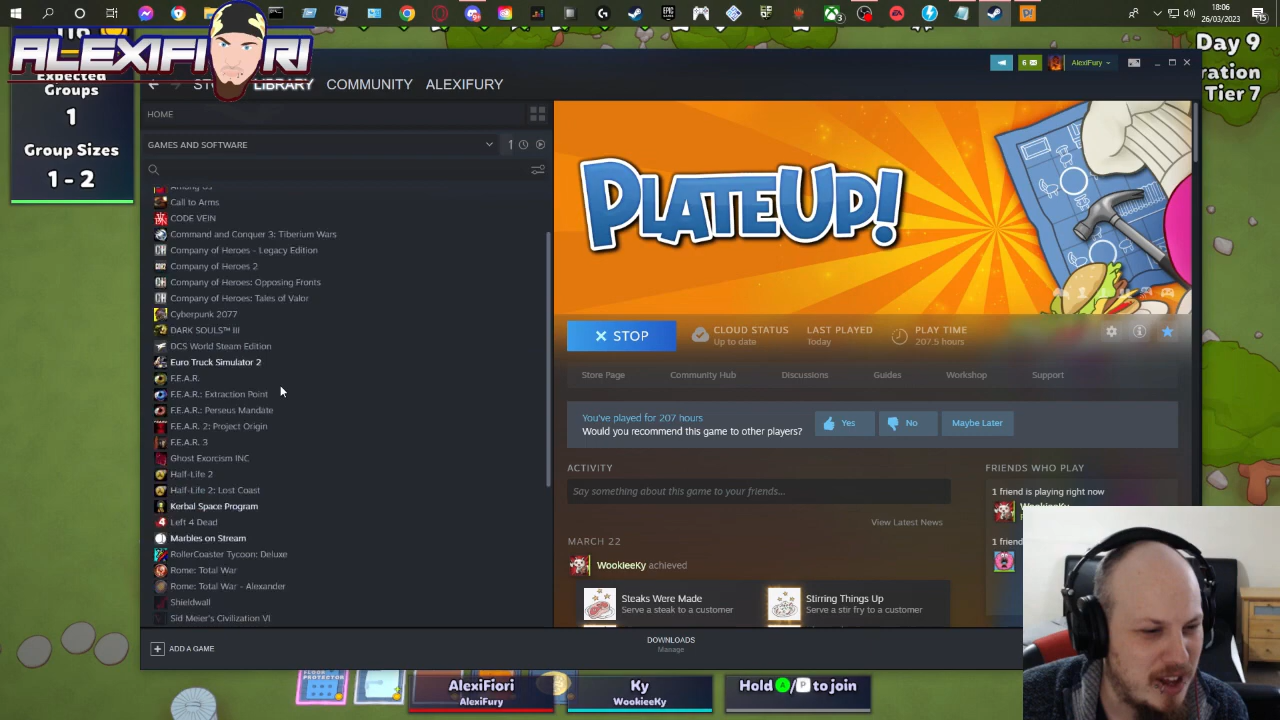 18:06
26/03/2023
ALEXIFIORI
Day 9
Tier 7
Expected
Groups
1
Group Sizes
1 - 2
LIBRARY
COMMUNITY
ALEXIFURY
6
AlexiFury
HOME
GAMES AND SOFTWARE
1
Among Us
Call to Arms
CODE VEIN
Command and Conquer 3: Tiberium Wars
Company of Heroes - Legacy Edition
Company of Heroes 2
Company of Heroes: Opposing Fronts
Company of Heroes: Tales of Valor
Cyberpunk 2077
DARK SOULS™ III
DCS World Steam Edition
Euro Truck Simulator 2
F.E.A.R.
F.E.A.R.: Extraction Point
F.E.A.R.: Perseus Mandate
F.E.A.R. 2: Project Origin
F.E.A.R. 3
Ghost Exorcism INC
Half-Life 2
Half-Life 2: Lost Coast
Kerbal Space Program
Left 4 Dead
Marbles on Stream
RollerCoaster Tycoon: Deluxe
Rome: Total War
Rome: Total War - Alexander
Shieldwall
Sid Meier's Civilization VI
ADD A GAME
PLATEUP!
STOP
CLOUD STATUS
Up to date
LAST PLAYED
Today
PLAY TIME
207.5 hours
Store Page
Community Hub
Discussions
Guides
Workshop
Support
You've played for 207 hours
Would you recommend this game to other players?
Yes
No
Maybe Later
ACTIVITY
Say something about this game to your friends...
View Latest News
MARCH 22
WookieeKy achieved
Steaks Were Made
Serve a steak to a customer
Stirring Things Up
Serve a stir fry to a customer
FRIENDS WHO PLAY
1 friend is playing right now
WookieeKy
1 friend
DOWNLOADS
Manage
AlexiFiori
AlexiFury
Ky
WookieeKy
Hold A/P to join